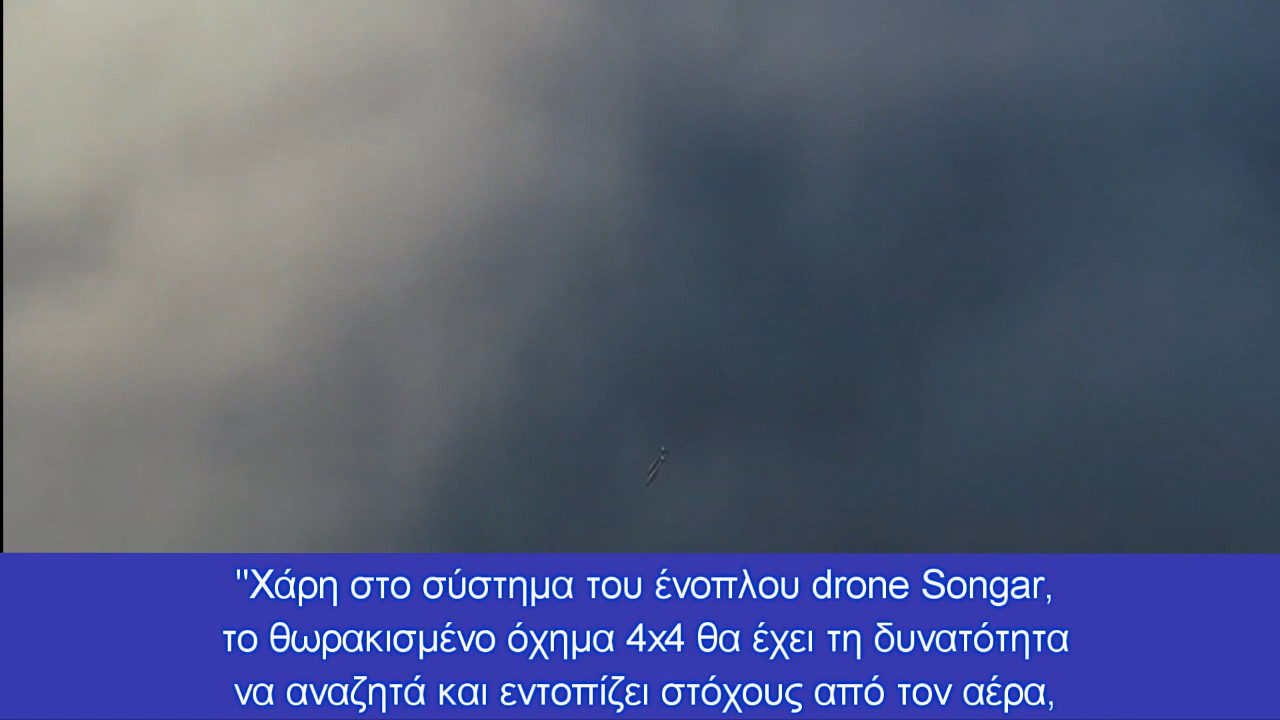 "Χάρη στο σύστημα του ένοπλου drone Songar,
το θωρακισμένο όχημα 4x4 θα έχει τη δυνατότητα
να αναζητά και εντοπίζει στόχους από τον αέρα,